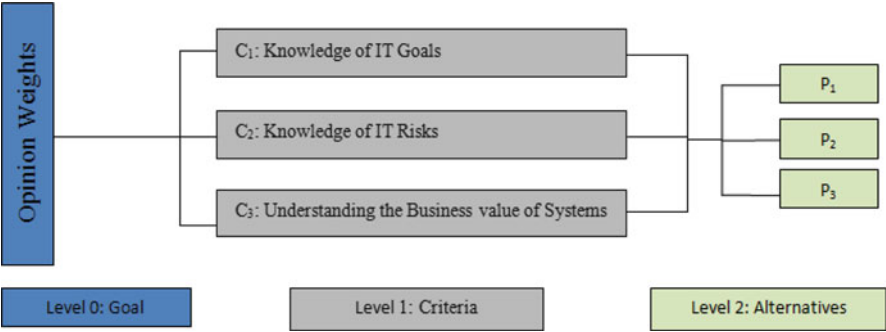 Opinion Weights
C₁: Knowledge of IT Goals
C₂: Knowledge of IT Risks
C₃: Understanding the Business value of Systems
P₁
P₂
P₃
Level 0: Goal
Level 1: Criteria
Level 2: Alternatives